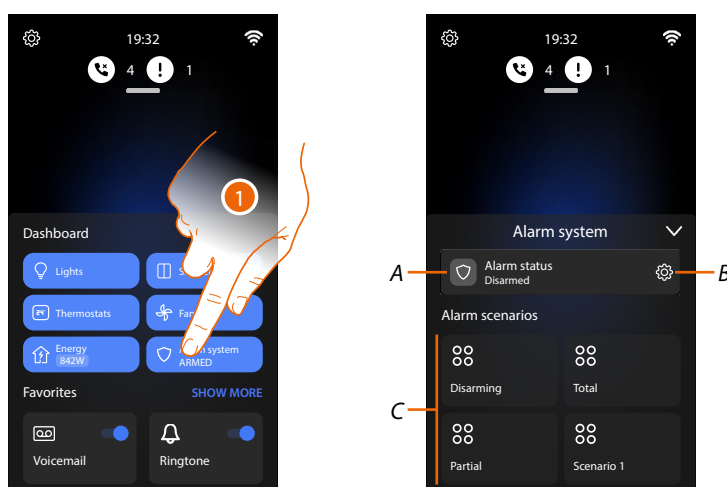 19:32
4 1
Dashboard
Lights
Thermostats
Energy
842W
system
ARMED
Favorites
SHOW MORE
Voicemail
Ringtone
1
19:32
4 1
Alarm system
A
Alarm status
Disarmed
B
Alarm scenarios
C
Disarming
Total
Partial
Scenario 1